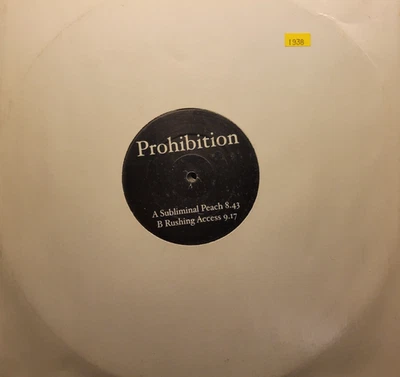 1938
Prohibition
A
A Subliminal Peach 8.43
B Rushing Access 9.17